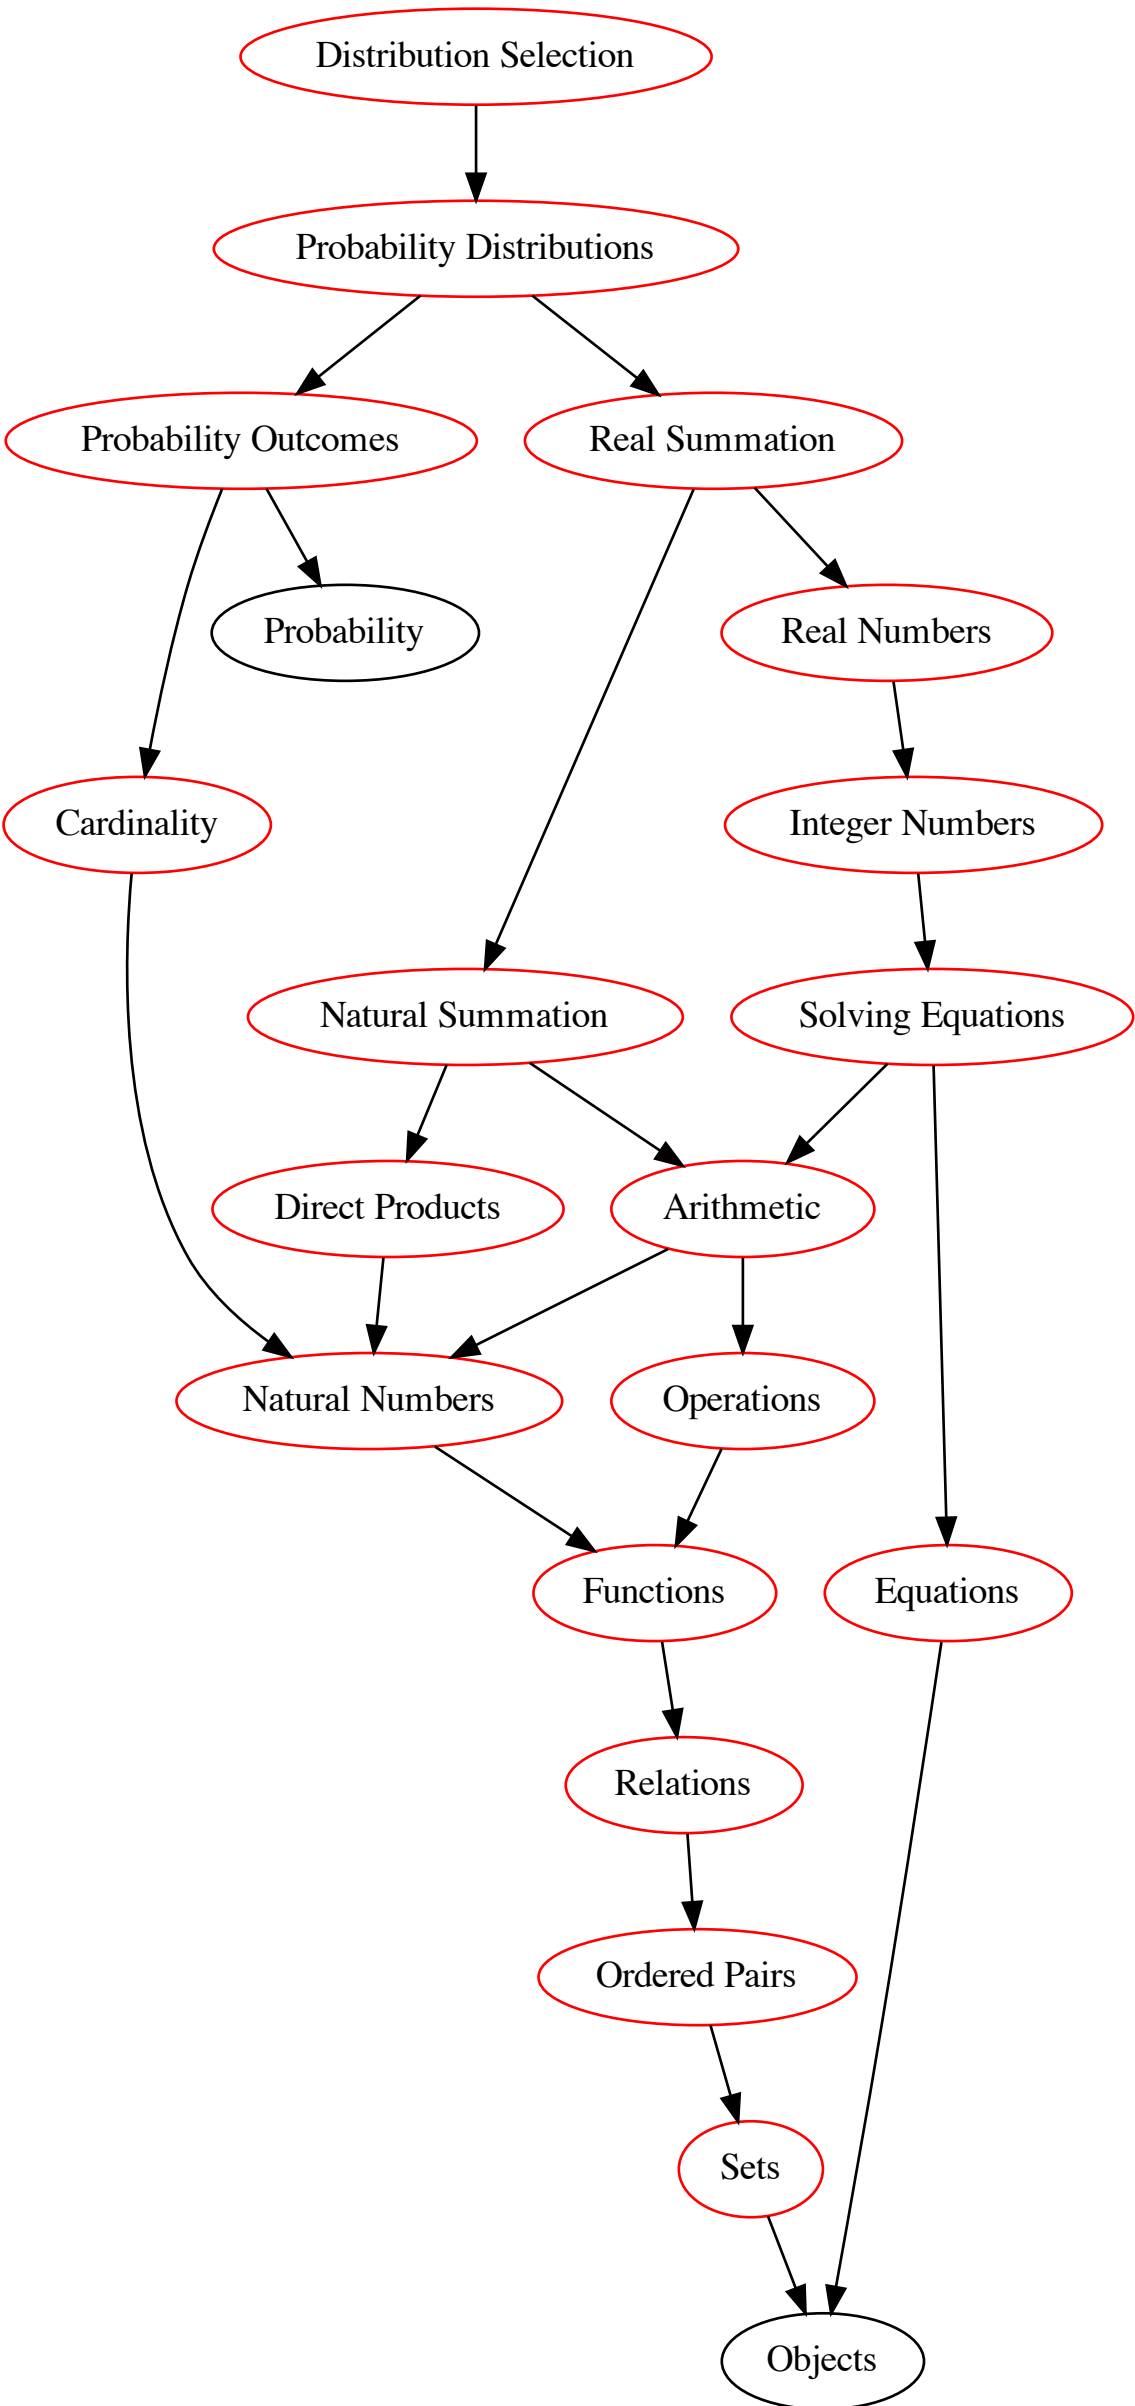 Distribution Selection
Probability Distributions
Probability Outcomes
Real Summation
Probability
Real Numbers
Cardinality
Integer Numbers
Natural Summation
Solving Equations
Direct Products
Arithmetic
Natural Numbers
Operations
Functions
Equations
Relations
Ordered Pairs
Sets
Objects